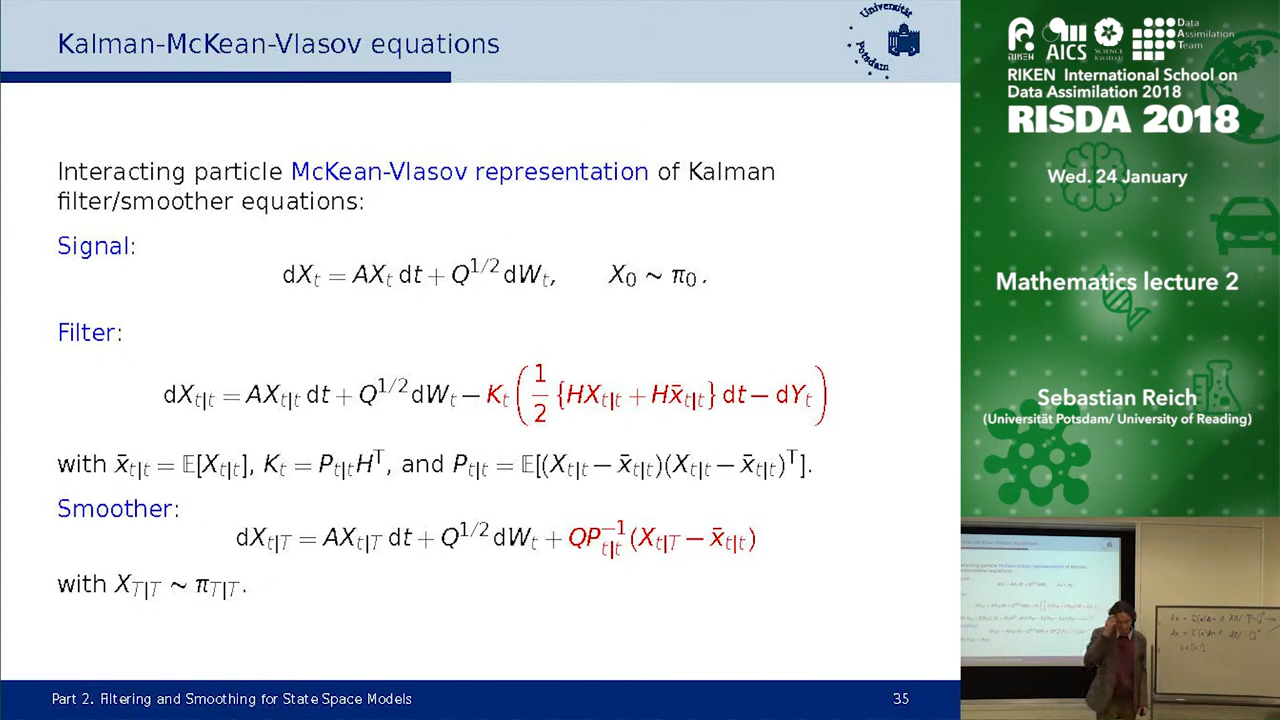 Kalman-McKean-Vlasov equations
Universität
Potsdam
Interacting particle McKean-Vlasov representation of Kalman
filter/smoother equations:
Signal:
dX_t = AX_t dt + Q^{1/2} dW_t, X_0 ∼ π_0 .
Filter:
dX_{t|t} = AX_{t|t} dt + Q^{1/2} dW_t − K_t ( 1/2 {HX_{t|t} + Hx̄_{t|t}} dt − dY_t )
with x̄_{t|t} = 𝔼[X_{t|t}], K_t = P_{t|t}H^T, and P_{t|t} = 𝔼[(X_{t|t} − x̄_{t|t})(X_{t|t} − x̄_{t|t})^T].
Smoother:
dX_{t|T} = AX_{t|T} dt + Q^{1/2} dW_t + QP_{t|t}^{−1}(X_{t|T} − x̄_{t|t})
with X_{T|T} ∼ π_{T|T}.
Part 2. Filtering and Smoothing for State Space Models 35
RIKEN
AICS
SCIENCE
Data
Assimilation
Team
RIKEN International School on
Data Assimilation 2018
RISDA 2018
Wed. 24 January
Mathematics lecture 2
Sebastian Reich
(Universität Potsdam/ University of Reading)